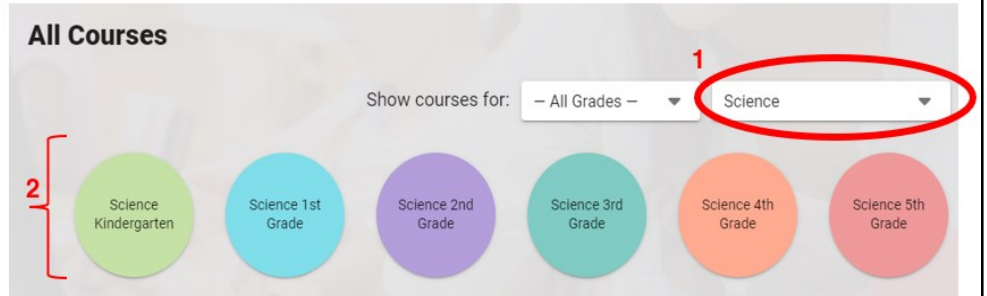 All Courses
1
Show courses for: – All Grades – Science
2
Science
Kindergarten
Science 1st
Grade
Science 2nd
Grade
Science 3rd
Grade
Science 4th
Grade
Science 5th
Grade